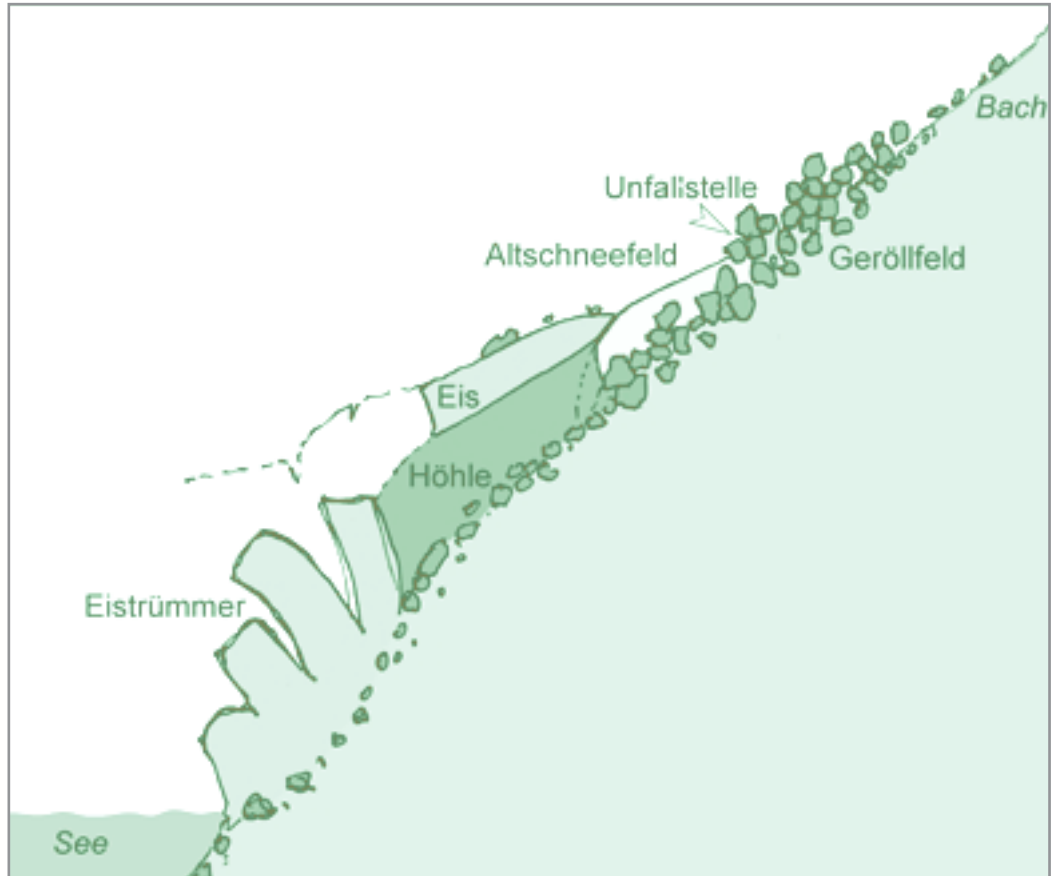 Bach
Unfallstelle
Altschneefeld
Geröllfeld
Eis
Höhle
Eistrümmer
See